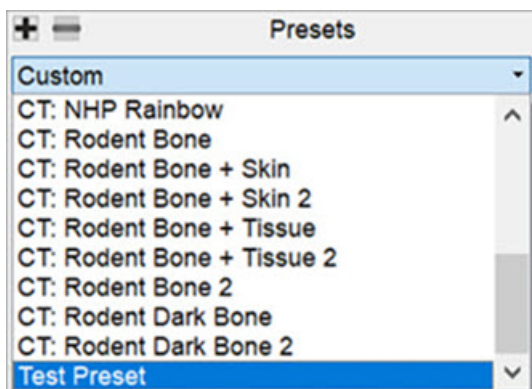 Presets
Custom
CT: NHP Rainbow
CT: Rodent Bone
CT: Rodent Bone + Skin
CT: Rodent Bone + Skin 2
CT: Rodent Bone + Tissue
CT: Rodent Bone + Tissue 2
CT: Rodent Bone 2
CT: Rodent Dark Bone
CT: Rodent Dark Bone 2
Test Preset